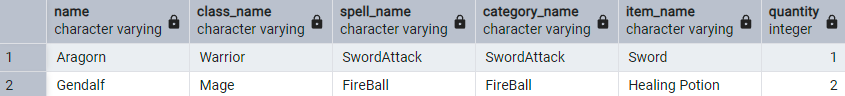 name class_name spell_name category_name item_name quantity
character varying character varying character varying character varying character varying integer
1 Aragorn Warrior SwordAttack SwordAttack Sword 1
2 Gendalf Mage FireBall FireBall Healing Potion 2